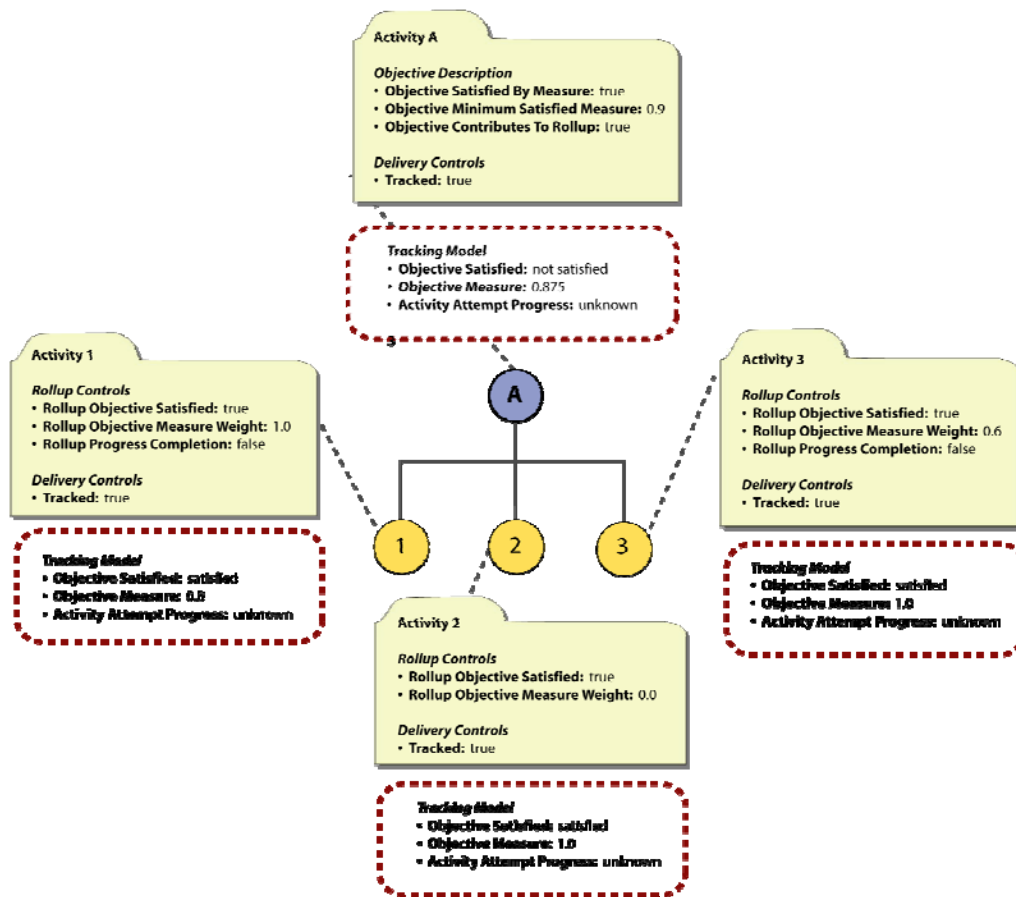 Activity A
Objective Description
• Objective Satisfied By Measure: true
• Objective Minimum Satisfied Measure: 0.9
• Objective Contributes To Rollup: true
Delivery Controls
• Tracked: true
Tracking Model
• Objective Satisfied: not satisfied
• Objective Measure: 0.875
• Activity Attempt Progress: unknown
Activity 1
Rollup Controls
• Rollup Objective Satisfied: true
• Rollup Objective Measure Weight: 1.0
• Rollup Progress Completion: false
Delivery Controls
• Tracked: true
Tracking Model
• Objective Satisfied: satisfied
• Objective Measure: 0.8
• Activity Attempt Progress: unknown
A
1
2
3
Activity 3
Rollup Controls
• Rollup Objective Satisfied: true
• Rollup Objective Measure Weight: 0.6
• Rollup Progress Completion: false
Delivery Controls
• Tracked: true
Tracking Model
• Objective Satisfied: satisfied
• Objective Measure: 1.0
• Activity Attempt Progress: unknown
Activity 2
Rollup Controls
• Rollup Objective Satisfied: true
• Rollup Objective Measure Weight: 0.0
Delivery Controls
• Tracked: true
Tracking Model
• Objective Satisfied: satisfied
• Objective Measure: 1.0
• Activity Attempt Progress: unknown